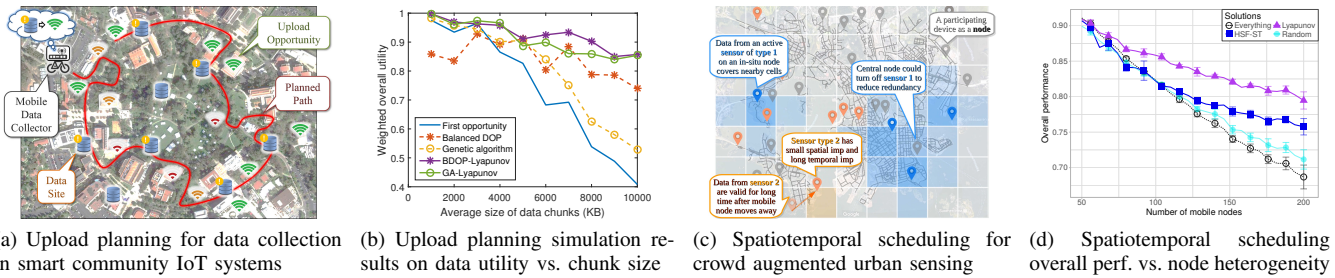 Upload
Opportunity
Planned
Path
Mobile
Data
Collector
Data
Site
Weighted overall utility
1
0.9
0.8
0.7
0.6
0.5
0.4
First opportunity
Balanced DOP
Genetic algorithm
BDOP-Lyapunov
GA-Lyapunov
0 2000 4000 6000 8000 10000
Average size of data chunks (KB)
A participating
device as a node
Data from an active
sensor of type 1
on an in-situ node
covers nearby cells
Central node could
turn off sensor 1 to
reduce redundancy
Sensor type 2 has
small spatial imp and
long temporal imp
Data from sensor 2
are valid for long
time after mobile
node moves away
Overall performance
0.90
0.85
0.80
0.75
0.70
Solutions
Everything Lyapunov
HSF-ST Random
50 100 150 200
Number of mobile nodes
a) Upload planning for data collection
n smart community IoT systems
(b) Upload planning simulation re-
sults on data utility vs. chunk size
(c) Spatiotemporal scheduling for
crowd augmented urban sensing
(d) Spatiotemporal scheduling
overall perf. vs. node heterogeneity